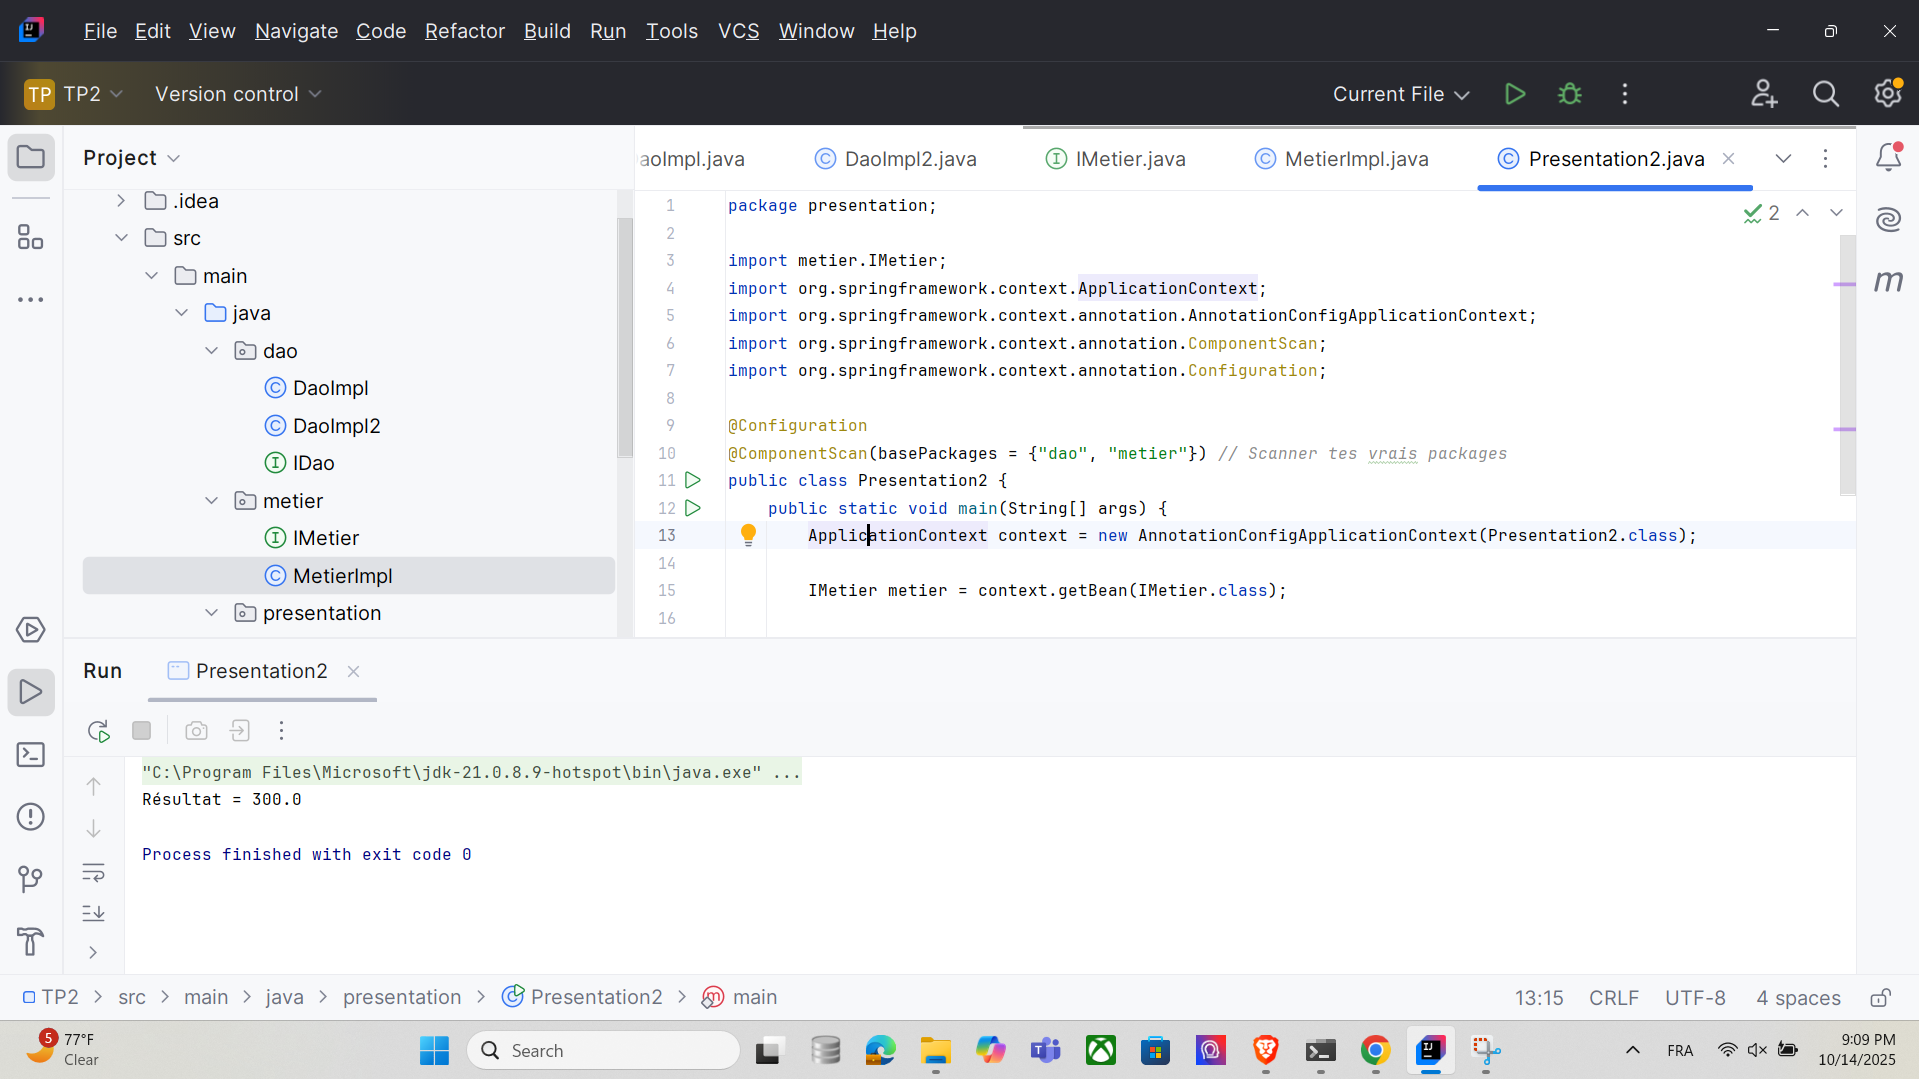 File Edit View Navigate Code Refactor Build Run Tools VCS Window Help
TP TP2 Version control Current File
Project
aoImpl.java DaoImpl2.java IMetier.java MetierImpl.java Presentation2.java
.idea
src
main
java
dao
DaoImpl
DaoImpl2
IDao
metier
IMetier
MetierImpl
presentation
2
1 package presentation;
2
3 import metier.IMetier;
4 import org.springframework.context.ApplicationContext;
5 import org.springframework.context.annotation.AnnotationConfigApplicationContext;
6 import org.springframework.context.annotation.ComponentScan;
7 import org.springframework.context.annotation.Configuration;
8
9 @Configuration
10 @ComponentScan(basePackages = {"dao", "metier"}) // Scanner tes vrais packages
11 public class Presentation2 {
12 public static void main(String[] args) {
13 ApplicationContext context = new AnnotationConfigApplicationContext(Presentation2.class);
14
15 IMetier metier = context.getBean(IMetier.class);
16
Run Presentation2
"C:\Program Files\Microsoft\jdk-21.0.8.9-hotspot\bin\java.exe" ...
Résultat = 300.0
Process finished with exit code 0
TP2 > src > main > java > presentation > Presentation2 > main 13:15 CRLF UTF-8 4 spaces
5 77°F
Clear
Search
FRA
9:09 PM
10/14/2025